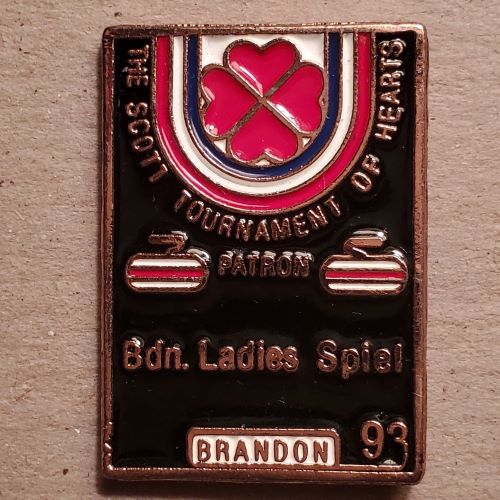 THE SCOTT TOURNAMENT OF HEARTS
PATRON
Bdn. Ladies Spiel
BRANDON 93